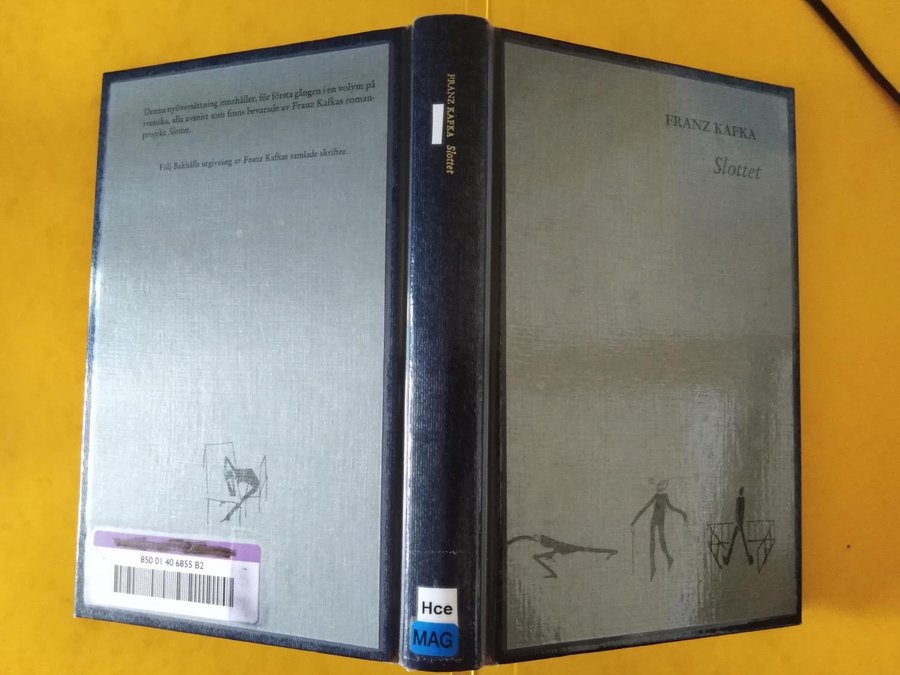 Denna nyöversättning innehåller, för första gången i en volym på
svenska, alla avsnitt som finns bevarade av Franz Kafkas roman-
projekt Slottet.
Följ Bakhålls utgivning av Franz Kafkas samlade skrifter.
850 01 40 6855 B2
FRANZ KAFKA Slottet
Hce
MAG
FRANZ KAFKA
Slottet